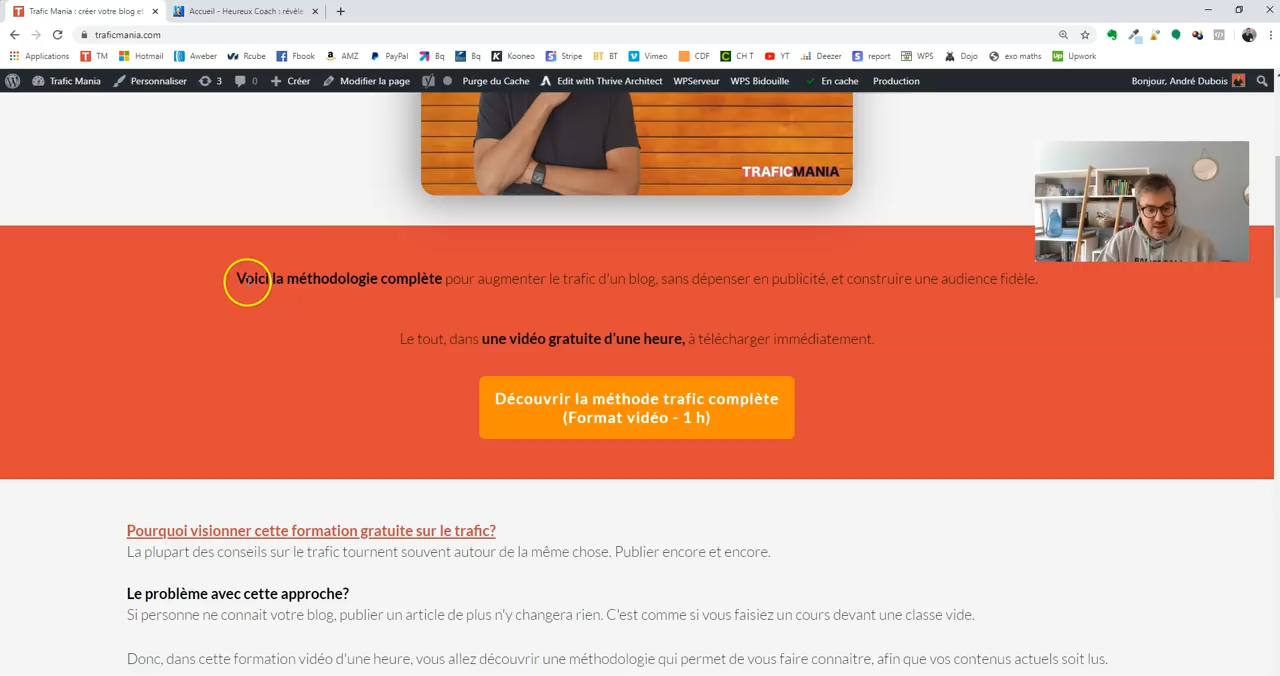 Trafic Mania : créer votre blog et
Accueil - Heureux Coach : révèle
traficmania.com
Applications TM Hotmail Aweber Rcube Fbook AMZ PayPal Bq Bq Kooneo Stripe BT BT Vimeo CDF CH T YT Deezer report WPS Dojo exo maths Upwork
Trafic Mania Personnaliser 3 0 Créer Modifier la page Purge du Cache Edit with Thrive Architect WPServeur WPS Bidouille En cache Production Bonjour, André Dubois
TRAFICMANIA
Voici la méthodologie complète pour augmenter le trafic d'un blog, sans dépenser en publicité, et construire une audience fidèle.
Le tout, dans une vidéo gratuite d'une heure, à télécharger immédiatement.
Découvrir la méthode trafic complète
(Format vidéo - 1 h)
Pourquoi visionner cette formation gratuite sur le trafic?
La plupart des conseils sur le trafic tournent souvent autour de la même chose. Publier encore et encore.
Le problème avec cette approche?
Si personne ne connait votre blog, publier un article de plus n'y changera rien. C'est comme si vous faisiez un cours devant une classe vide.
Donc, dans cette formation vidéo d'une heure, vous allez découvrir une méthodologie qui permet de vous faire connaitre, afin que vos contenus actuels soit lus.